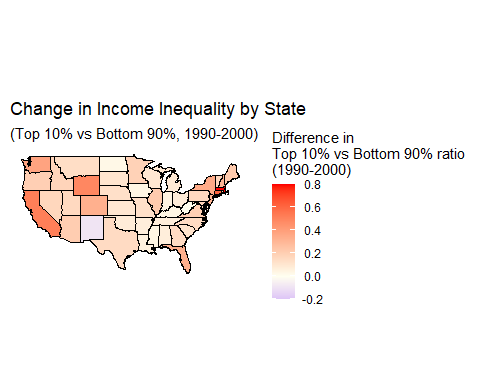 Change in Income Inequality by State
(Top 10% vs Bottom 90%, 1990-2000)
Difference in
Top 10% vs Bottom 90% ratio
(1990-2000)
0.8
0.6
0.4
0.2
0.0
-0.2